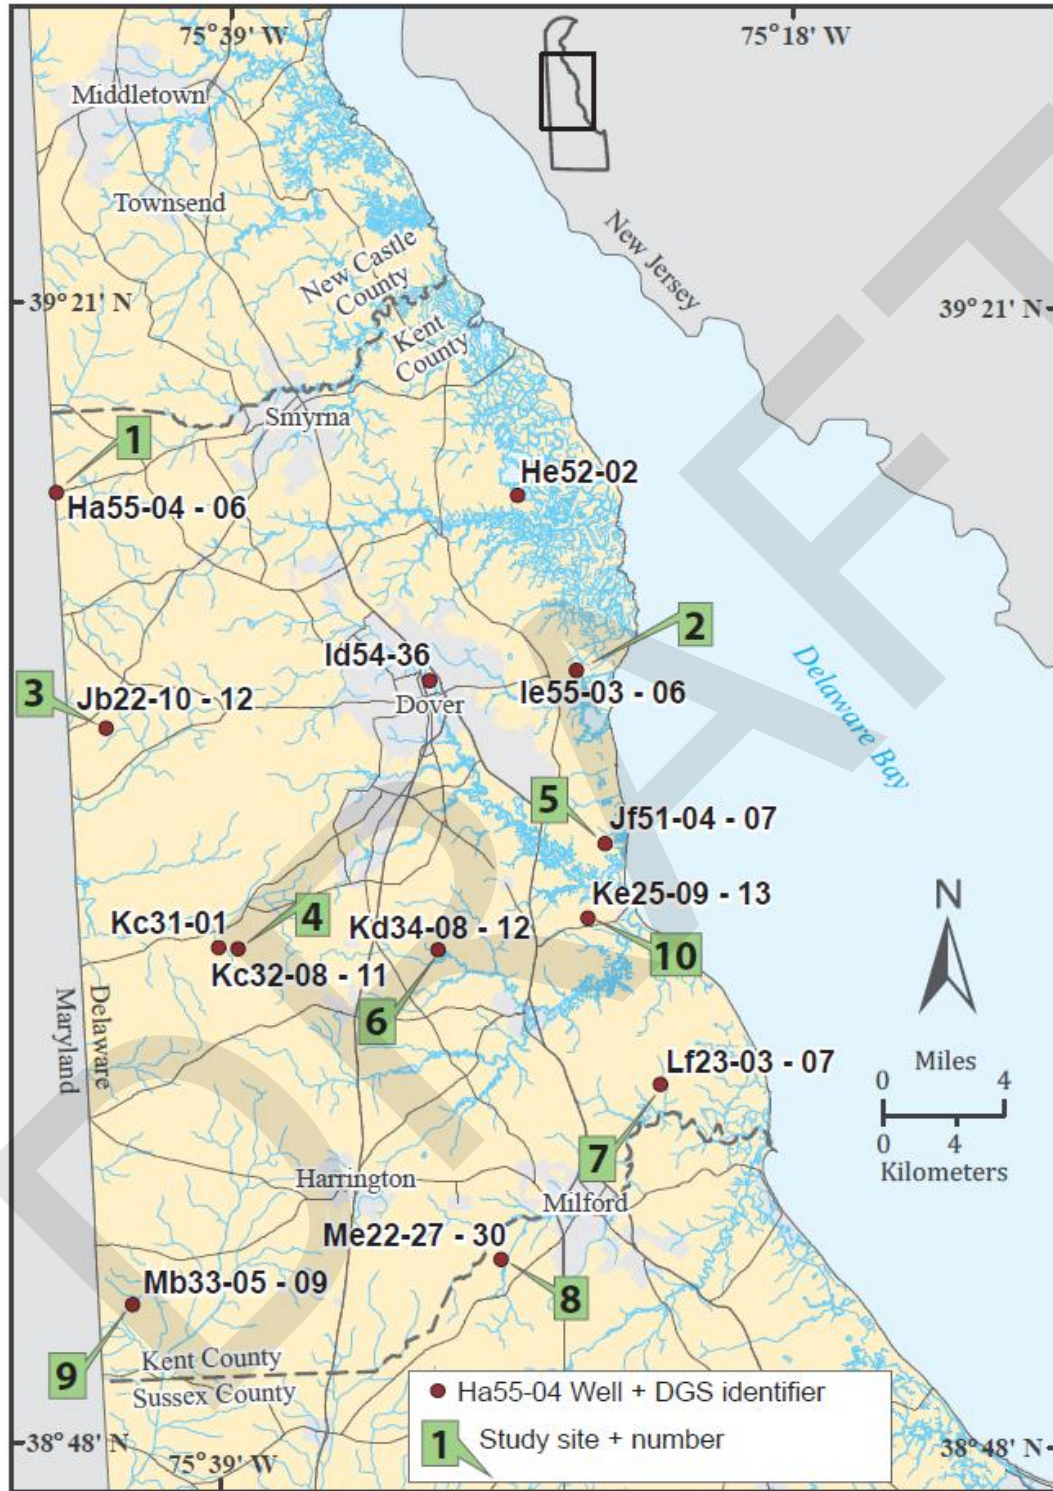 75°39' W
75°18' W
Middletown
Townsend
New Jersey
New Castle
County
Kent
County
39°21' N
39°21' N
Smyrna
1
Ha55-04 - 06
He52-02
2
Id54-36
Ie55-03 - 06
Dover
3
Jb22-10 - 12
Delaware Bay
5
Jf51-04 - 07
Ke25-09 - 13
N
Kc31-01
4
Kd34-08 - 12
10
Kc32-08 - 11
6
Maryland
Delaware
Lf23-03 - 07
Miles
0 4
0 4
Kilometers
7
Harrington
Milford
Me22-27 - 30
8
Mb33-05 - 09
9
Kent County
Sussex County
Ha55-04 Well + DGS identifier
1 Study site + number
38°48' N
38°48' N
75°39' W
DRAFT